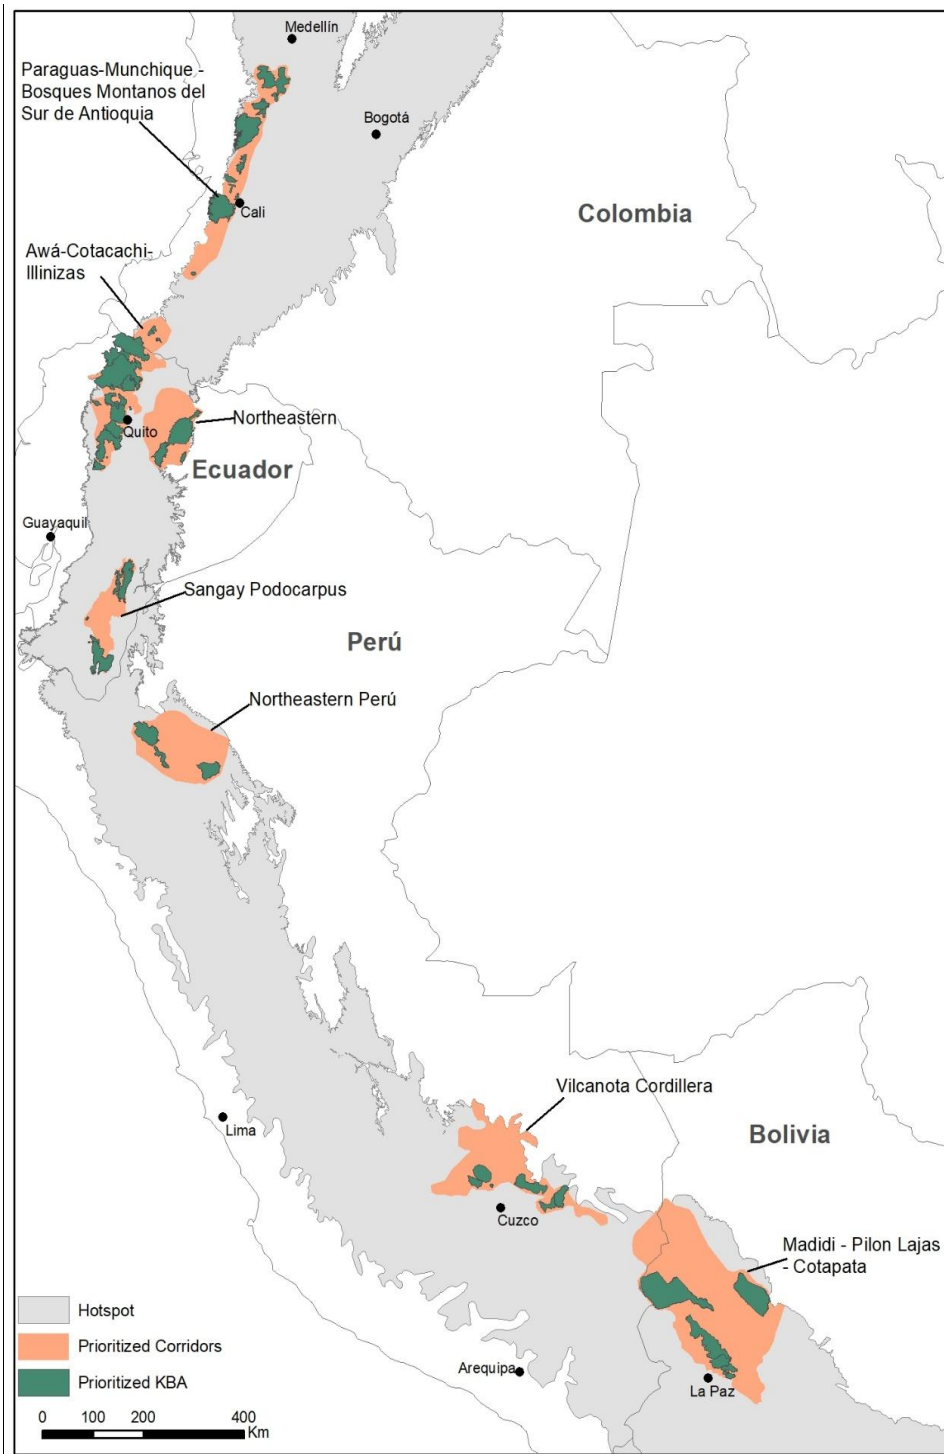 Medellín
Paraguas-Munchique -
Bosques Montanos del
Sur de Antioquia
Bogotá
Cali
Colombia
Awá-Cotacachi-
Illinizas
Northeastern
Quito
Ecuador
Guayaquil
Sangay Podocarpus
Perú
Northeastern Perú
Vilcanota Cordillera
Lima
Bolivia
Cuzco
Madidi - Pilon Lajas
- Cotapata
Hotspot
Prioritized Corridors
Prioritized KBA
Arequipa
La Paz
0 100 200 400
Km